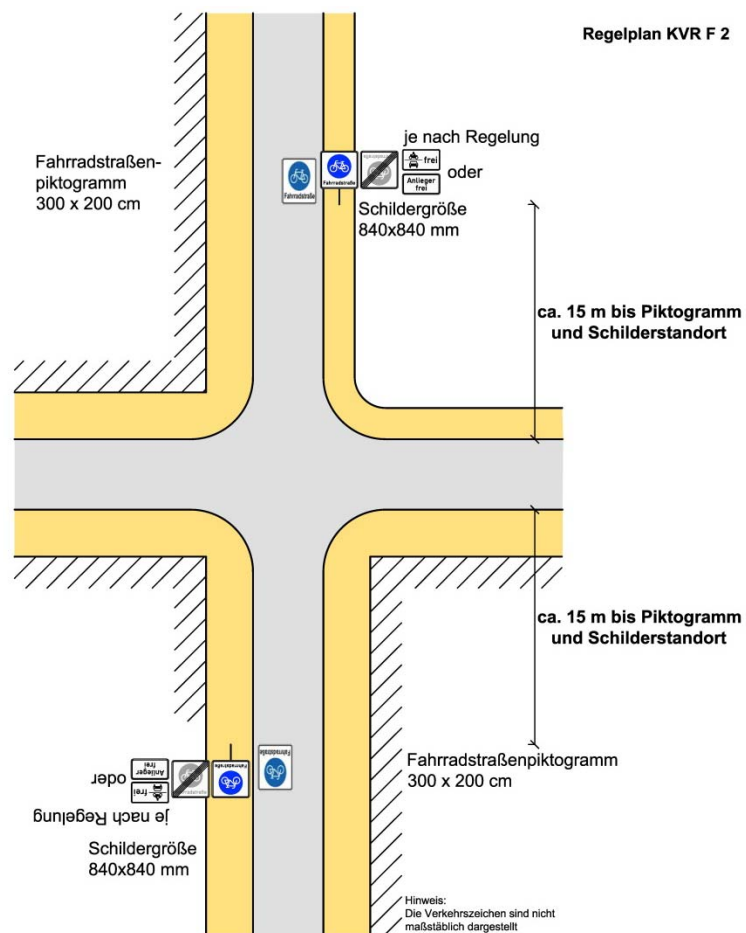 Regelplan KVR F 2
je nach Regelung
Fahrradstraßen-
piktogramm
300 x 200 cm
frei
oder
Anlieger
frei
Fahrradstraße
Fahrradstraße
Schildergröße
840x840 mm
ca. 15 m bis Piktogramm
und Schilderstandort
ca. 15 m bis Piktogramm
und Schilderstandort
Fahrradstraße
Fahrradstraße
Anlieger
frei
oder
frei
je nach Regelung
Fahrradstraßenpiktogramm
300 x 200 cm
Schildergröße
840x840 mm
Hinweis:
Die Verkehrszeichen sind nicht
maßstäblich dargestellt